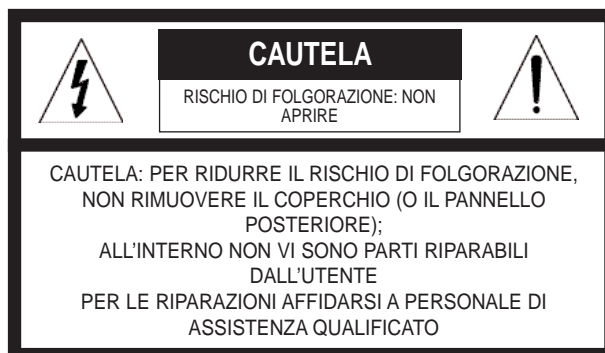 CAUTELA
RISCHIO DI FOLGORAZIONE: NON
APRIRE
CAUTELA: PER RIDURRE IL RISCHIO DI FOLGORAZIONE,
NON RIMUOVERE IL COPERCHIO (O IL PANNELLO
POSTERIORE);
ALL'INTERNO NON VI SONO PARTI RIPARABILI
DALL'UTENTE
PER LE RIPARAZIONI AFFIDARSI A PERSONALE DI
ASSISTENZA QUALIFICATO